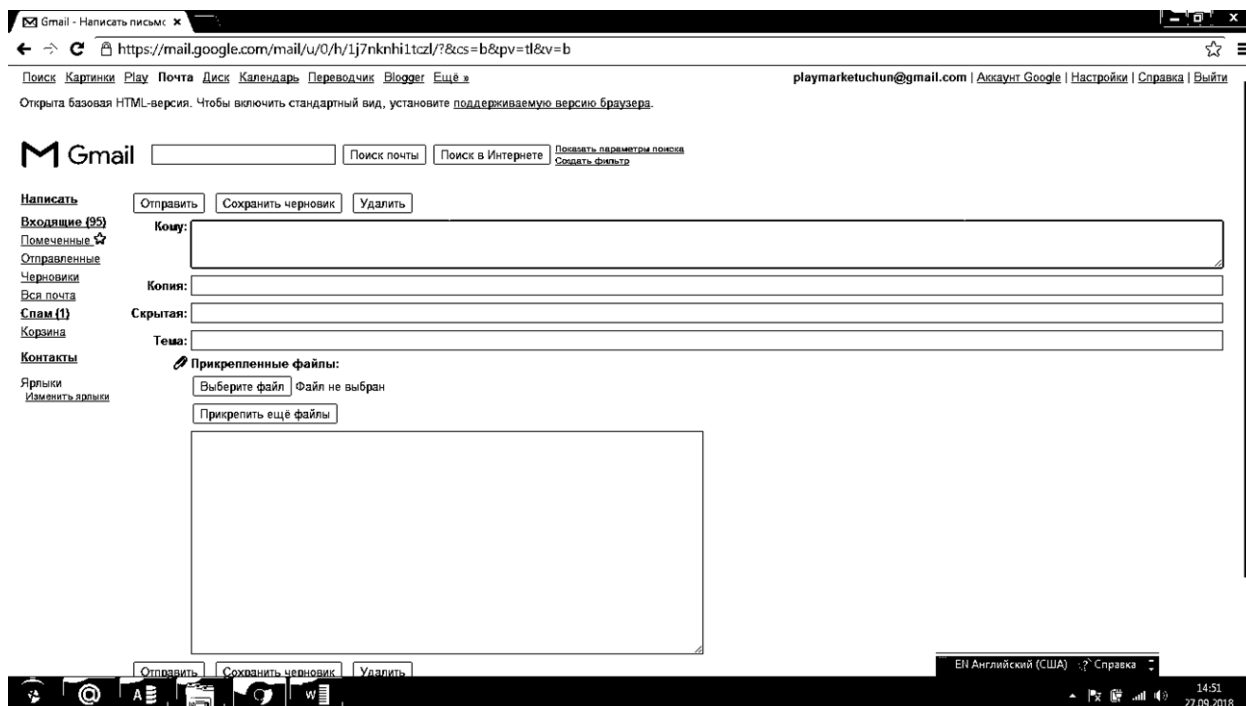 Gmail - Написать письмс
https://mail.google.com/mail/u/0/h/1j7nknhi1tczl/?&cs=b&pv=tl&v=b
Поиск Картинки Play Почта Диск Календарь Переводчик Blogger Ещё »
playmarketuchun@gmail.com | Аккаунт Google | Настройки | Справка | Выйти
Открыта базовая HTML-версия. Чтобы включить стандартный вид, установите поддерживаемую версию браузера.
Gmail
Поиск почты
Поиск в Интернете
Показать параметры поиска
Создать фильтр
Написать
Входящие (95)
Помеченные
Отправленные
Черновики
Вся почта
Спам (1)
Корзина
Контакты
Ярлыки
Изменить ярлыки
Отправить Сохранить черновик Удалить
Кому:
Копия:
Скрытая:
Тема:
Прикрепленные файлы:
Выберите файл Файл не выбран
Прикрепить ещё файлы
Отправить Сохранить черновик Удалить
EN Английский (США) ? Справка
14:51
27.09.2018